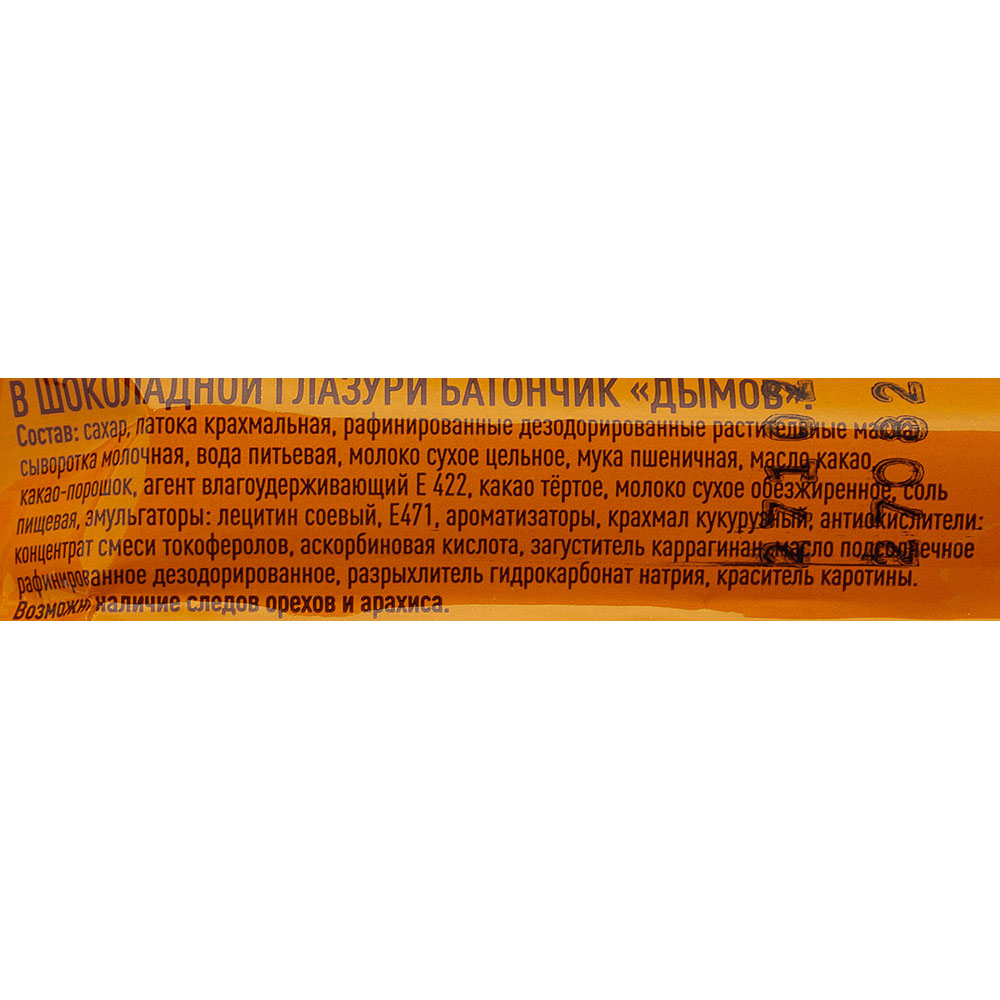 В ШОКОЛАДНОЙ ГЛАЗУРИ БАТОНЧИК «ДЫМОВ».
Состав: сахар, патока крахмальная, рафинированные дезодорированные растительные масла,
сыворотка молочная, вода питьевая, молоко сухое цельное, мука пшеничная, масло какао,
какао-порошок, агент влагоудерживающий Е 422, какао тёртое, молоко сухое обезжиренное, соль
пищевая, эмульгаторы: лецитин соевый, Е471, ароматизаторы, крахмал кукурузный, антиокислители:
концентрат смеси токоферолов, аскорбиновая кислота, загуститель каррагинан, масло подсолнечное
рафинированное дезодорированное, разрыхлитель гидрокарбонат натрия, краситель каротины.
Возможно наличие следов орехов и арахиса.